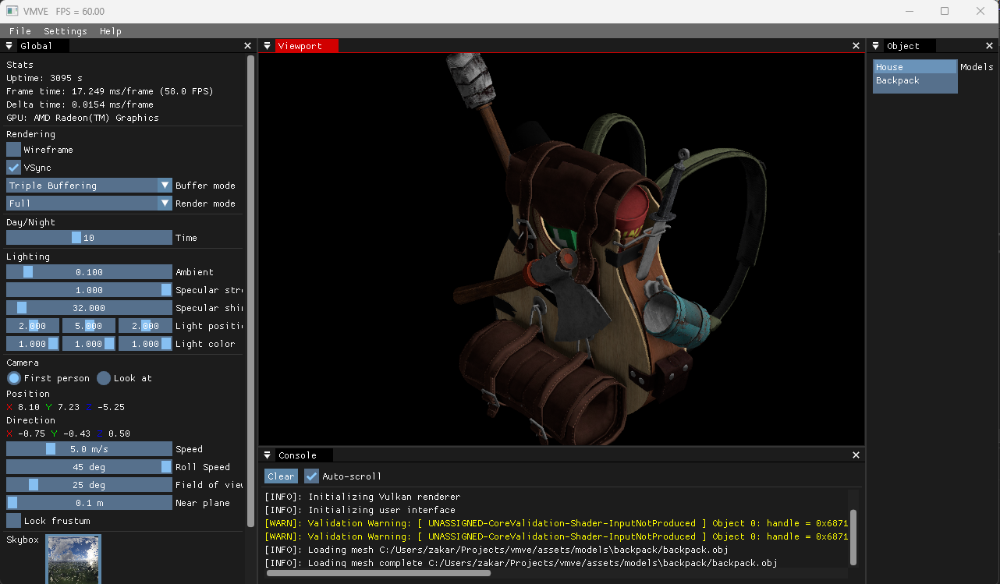 VMVE FPS = 60.00
File Settings Help
Global
Stats
Uptime: 3095 s
Frame time: 17.249 ms/frame (58.0 FPS)
Delta time: 0.0154 ms/frame
GPU: AMD Radeon(TM) Graphics
Rendering
Wireframe
VSync
Triple Buffering Buffer mode
Full Render mode
Day/Night
10 Time
Lighting
0.100 Ambient
1.000 Specular str
32.000 Specular shi
2.000 5.000 2.000 Light positi
1.000 1.000 1.000 Light color
Camera
First person Look at
Position
X 8.10 Y 7.23 -5.25
Direction
X -0.75 Y -0.43 0.50
5.0 m/s Speed
45 deg Roll Speed
25 deg Field of view
0.1 m Near plane
Lock frustum
Skybox
Viewport
Console
Clear Auto-scroll
[INFO]: Initializing Vulkan renderer
[INFO]: Initializing user interface
[WARN]: Validation Warning: [ UNASSIGNED-CoreValidation-Shader-InputNotProduced ] Object 0: handle = 0x6871
[WARN]: Validation Warning: [ UNASSIGNED-CoreValidation-Shader-InputNotProduced ] Object 0: handle = 0x6871
[INFO]: Loading mesh C:/Users/zakar/Projects/vmve/assets/models\backpack/backpack.obj
[INFO]: Loading mesh complete C:/Users/zakar/Projects/vmve/assets/models\backpack/backpack.obj
Object
House Models
Backpack